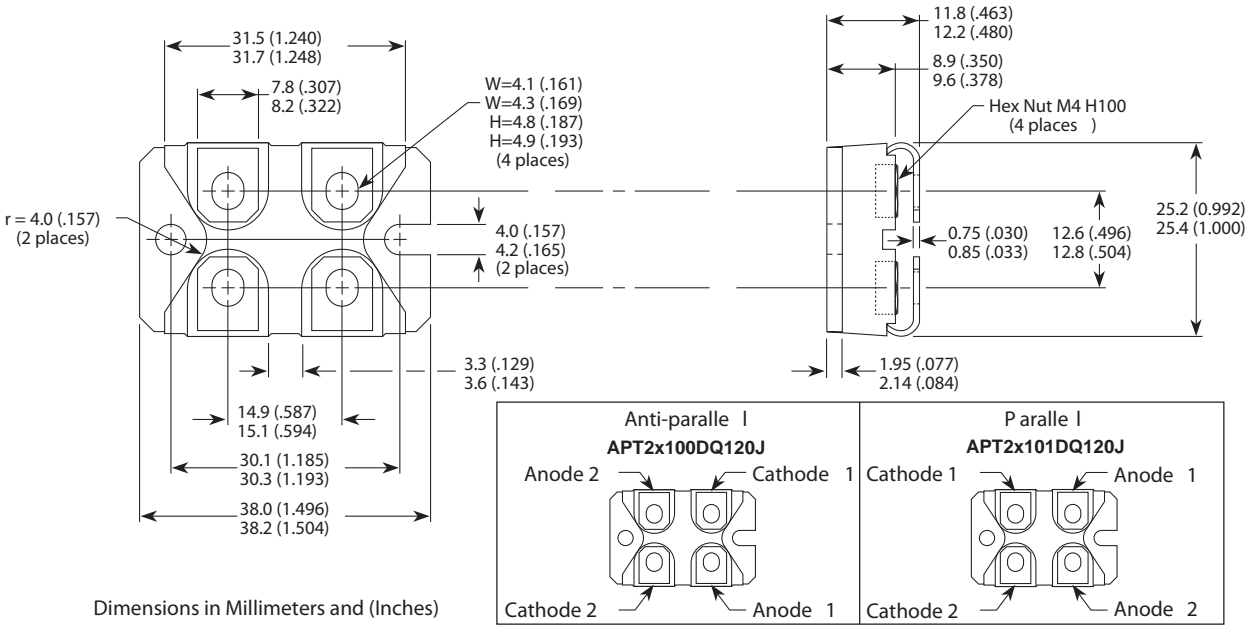 31.5 (1.240)
31.7 (1.248)
7.8 (.307)
8.2 (.322)
W=4.1 (.161)
W=4.3 (.169)
H=4.8 (.187)
H=4.9 (.193)
(4 places)
r = 4.0 (.157)
(2 places)
4.0 (.157)
4.2 (.165)
(2 places)
3.3 (.129)
3.6 (.143)
14.9 (.587)
15.1 (.594)
30.1 (1.185)
30.3 (1.193)
38.0 (1.496)
38.2 (1.504)
11.8 (.463)
12.2 (.480)
8.9 (.350)
9.6 (.378)
Hex Nut M4 H100
(4 places )
0.75 (.030)
0.85 (.033)
12.6 (.496)
12.8 (.504)
25.2 (0.992)
25.4 (1.000)
1.95 (.077)
2.14 (.084)
Anti-paralle l
APT2x100DQ120J
Anode 2
Cathode 1
Cathode 2
Anode 1
P aralle l
APT2x101DQ120J
Cathode 1
Anode 1
Cathode 2
Anode 2
Dimensions in Millimeters and (Inches)